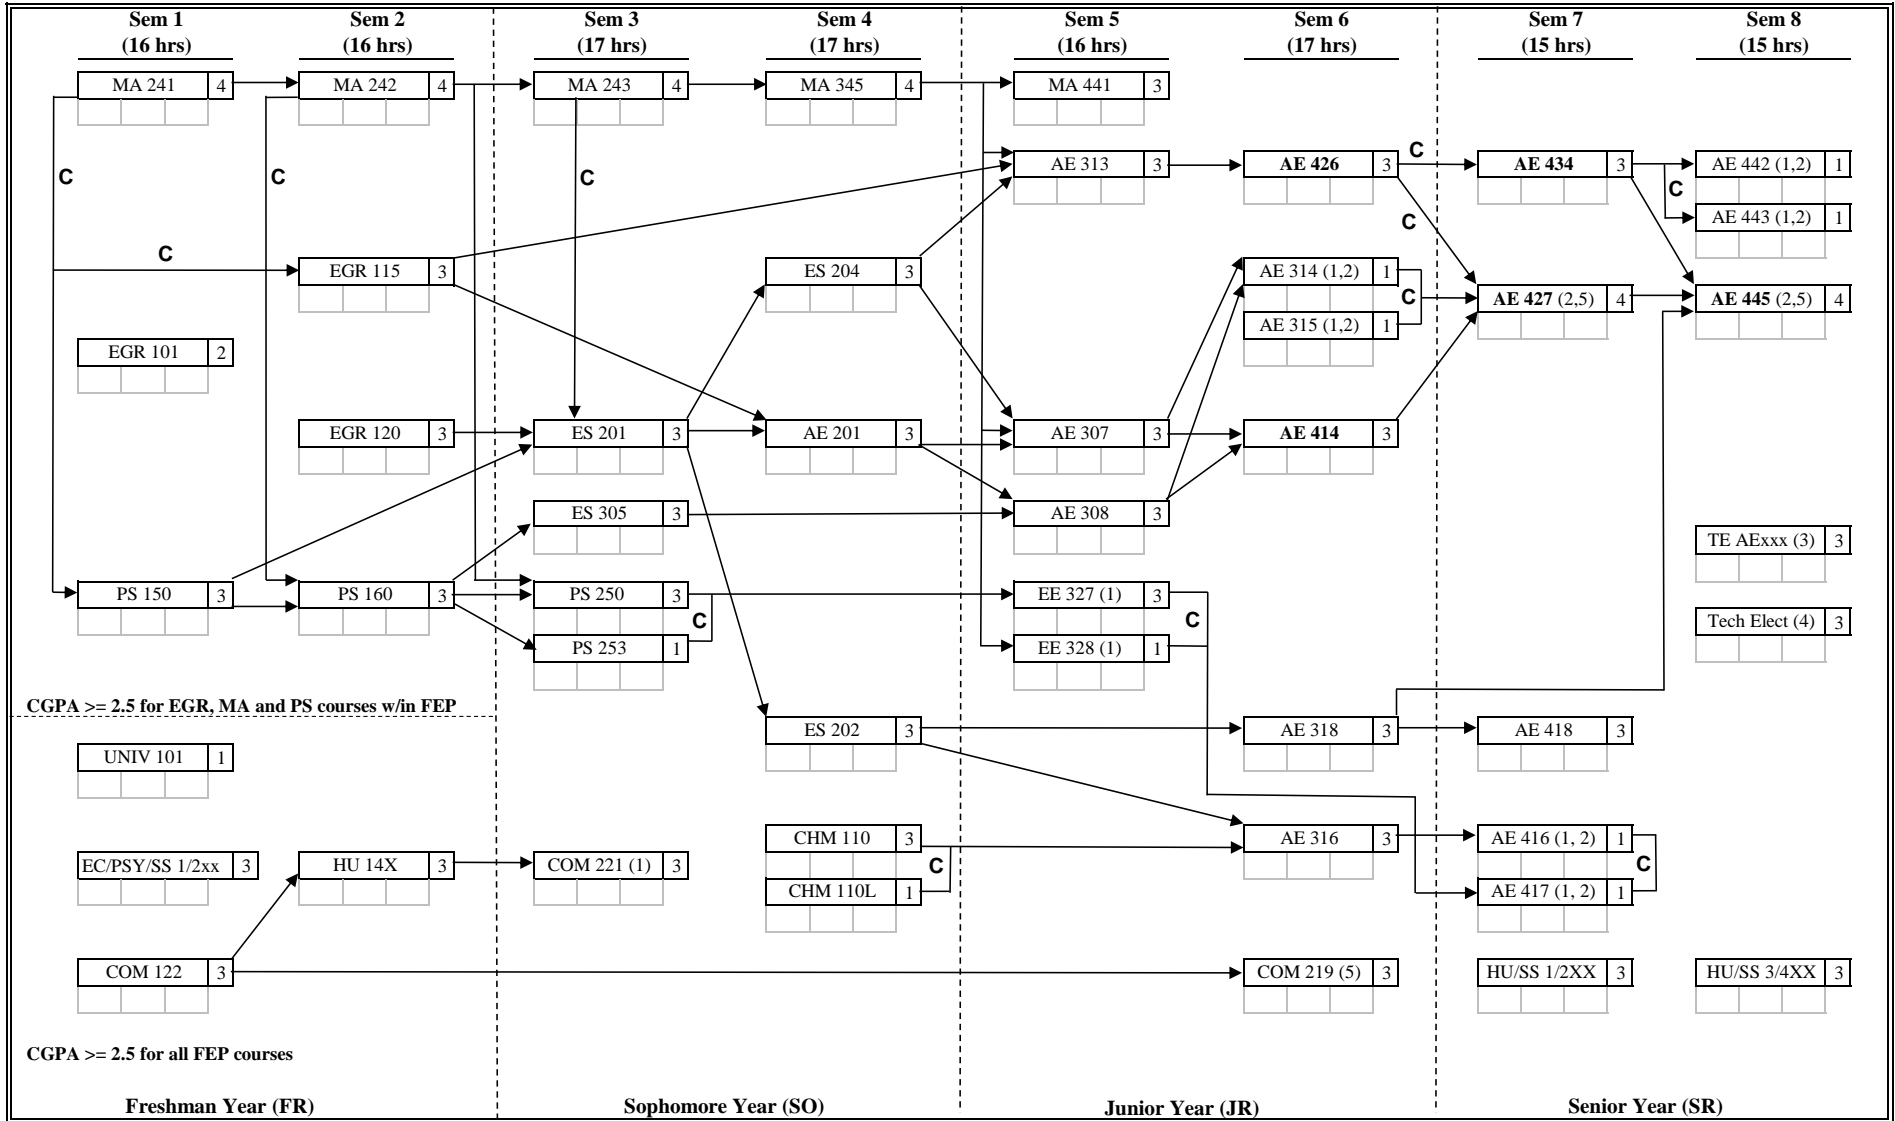 Sem 1 Sem 2 Sem 3 Sem 4 Sem 5 Sem 6 Sem 7 Sem 8
(16 hrs) (16 hrs) (17 hrs) (17 hrs) (16 hrs) (17 hrs) (15 hrs) (15 hrs)
MA 241 4 MA 242 4 MA 243 4 MA 345 4 MA 441 3
C
AE 313 3 AE 426 3 AE 434 3 AE 442 (1,2) 1
C C C C
AE 443 (1,2) 1
C
C
EGR 115 3 ES 204 3 AE 314 (1,2) 1
C
AE 427 (2,5) 4 AE 445 (2,5) 4
AE 315 (1,2) 1
EGR 101 2
EGR 120 3 ES 201 3 AE 201 3 AE 307 3 AE 414 3
ES 305 3 AE 308 3
TE AExxx (3) 3
PS 150 3 PS 160 3 PS 250 3 EE 327 (1) 3
C C
Tech Elect (4) 3
PS 253 1 EE 328 (1) 1
CGPA >= 2.5 for EGR, MA and PS courses w/in FEP
ES 202 3 AE 318 3 AE 418 3
UNIV 101 1
CHM 110 3 AE 316 3 AE 416 (1, 2) 1
EC/PSY/SS 1/2xx 3 HU 14X 3 COM 221 (1) 3
C C
CHM 110L 1 AE 417 (1, 2) 1
COM 122 3 COM 219 (5) 3 HU/SS 1/2XX 3 HU/SS 3/4XX 3
CGPA >= 2.5 for all FEP courses
Freshman Year (FR) Sophomore Year (SO) Junior Year (JR) Senior Year (SR)